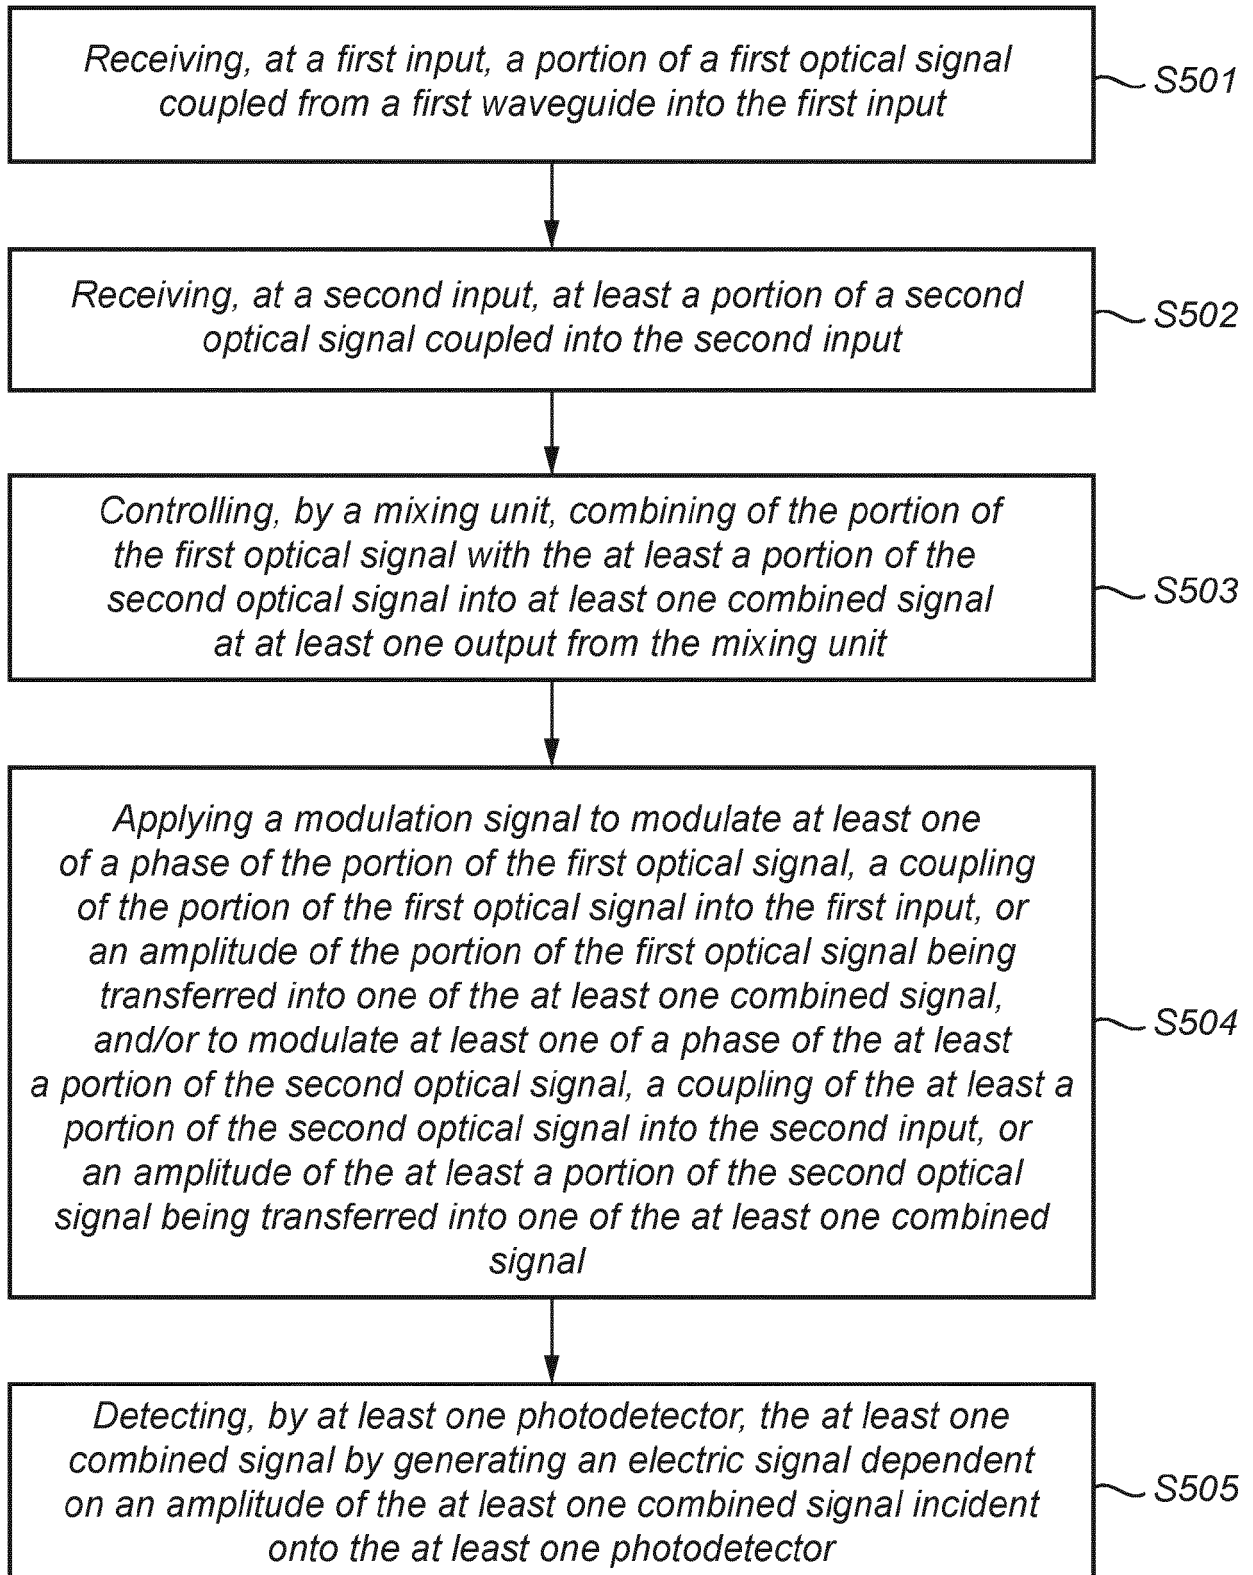 Receiving, at a first input, a portion of a first optical signal
coupled from a first waveguide into the first input
S501
Receiving, at a second input, at least a portion of a second
optical signal coupled into the second input
S502
Controlling, by a mixing unit, combining of the portion of
the first optical signal with the at least a portion of the
second optical signal into at least one combined signal
at at least one output from the mixing unit
S503
Applying a modulation signal to modulate at least one
of a phase of the portion of the first optical signal, a coupling
of the portion of the first optical signal into the first input, or
an amplitude of the portion of the first optical signal being
transferred into one of the at least one combined signal,
and/or to modulate at least one of a phase of the at least
a portion of the second optical signal, a coupling of the at least a
portion of the second optical signal into the second input, or
an amplitude of the at least a portion of the second optical
signal being transferred into one of the at least one combined
signal
S504
Detecting, by at least one photodetector, the at least one
combined signal by generating an electric signal dependent
on an amplitude of the at least one combined signal incident
onto the at least one photodetector
S505